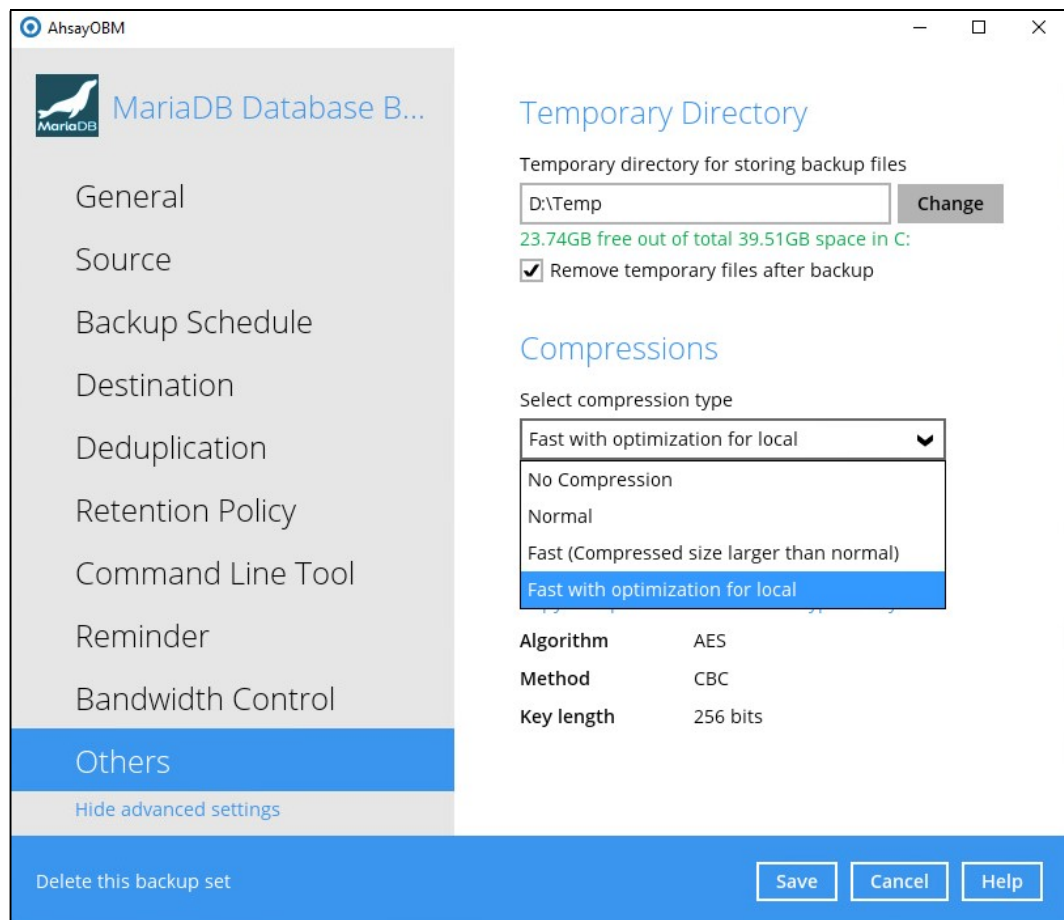 AhsayOBM
MariaDB
MariaDB Database B...
General
Source
Backup Schedule
Destination
Deduplication
Retention Policy
Command Line Tool
Reminder
Bandwidth Control
Others
Hide advanced settings
Temporary Directory
Temporary directory for storing backup files
D:\Temp
Change
23.74GB free out of total 39.51GB space in C:
Remove temporary files after backup
Compressions
Select compression type
Fast with optimization for local
No Compression
Normal
Fast (Compressed size larger than normal)
Fast with optimization for local
Algorithm AES
Method CBC
Key length 256 bits
Delete this backup set
Save
Cancel
Help